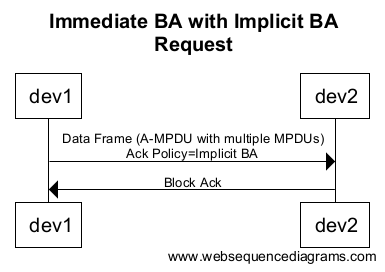 Immediate BA with Implicit BA
Request
dev1
dev2
Data Frame (A-MPDU with multiple MPDUs)
Ack Policy=Implicit BA
Block Ack
dev1
dev2
www.websequencediagrams.com